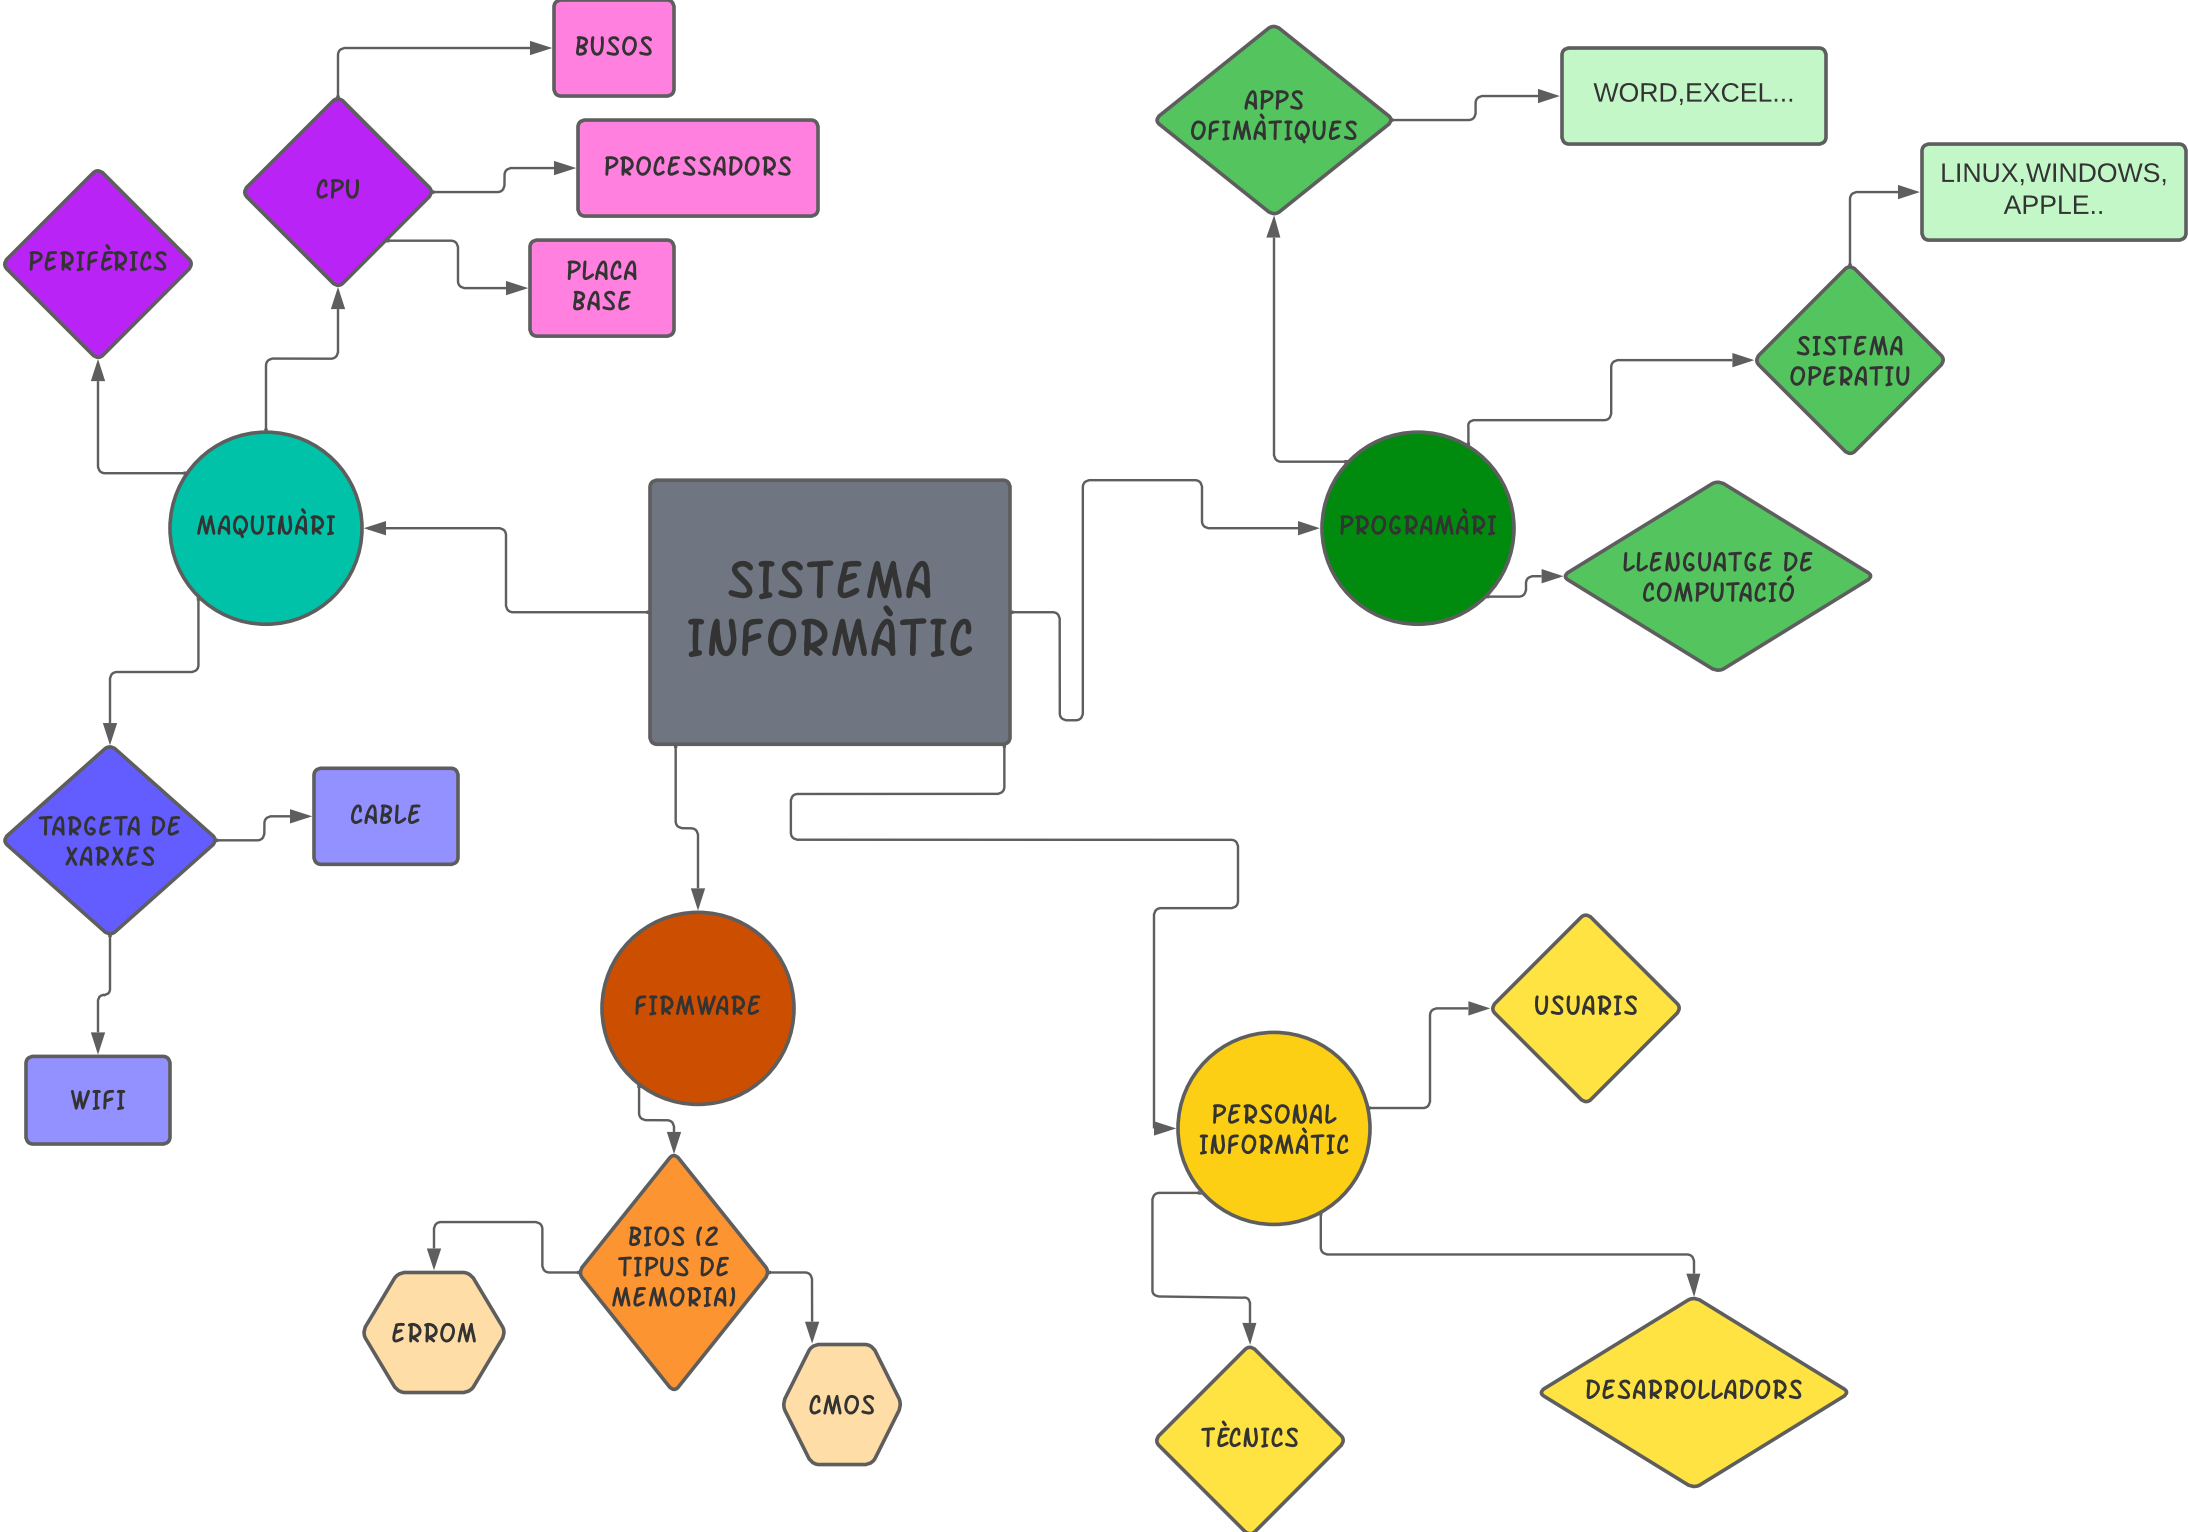 BUSOS
PROCESSADORS
CPU
PLACA
BASE
PERIFÈRICS
MAQUINÀRI
APPS
OFIMÀTIQUES
WORD,EXCEL...
LINUX,WINDOWS,
APPLE..
SISTEMA
OPERATIU
PROGRAMÀRI
LLENGUATGE DE
COMPUTACIÓ
SISTEMA
INFORMÀTIC
TARGETA DE
XARXES
CABLE
WIFI
FIRMWARE
BIOS (2
TIPUS DE
MEMORIA)
ERROM
CMOS
PERSONAL
INFORMÀTIC
USUARIS
DESARROLLADORS
TÈCNICS